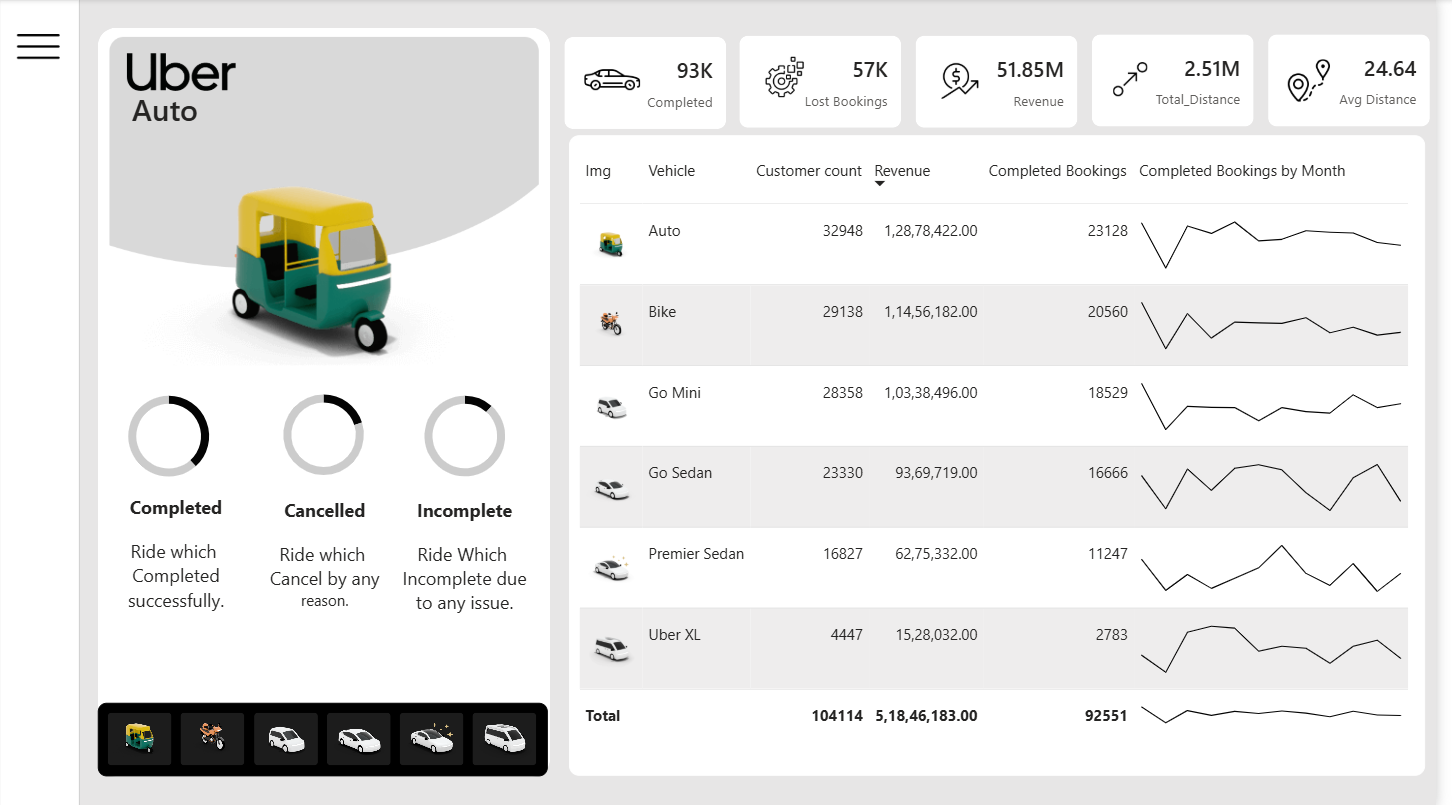 Uber
Auto
Completed
Ride which
Completed
successfully.
Cancelled
Ride which
Cancel by any
reason.
Incomplete
Ride Which
Incomplete due
to any issue.
93K
Completed
57K
Lost Bookings
51.85M
Revenue
2.51M
Total_Distance
24.64
Avg Distance
Img Vehicle Customer count Revenue Completed Bookings Completed Bookings by Month
Auto 32948 1,28,78,422.00 23128
Bike 29138 1,14,56,182.00 20560
Go Mini 28358 1,03,38,496.00 18529
Go Sedan 23330 93,69,719.00 16666
Premier Sedan 16827 62,75,332.00 11247
Uber XL 4447 15,28,032.00 2783
Total 104114 5,18,46,183.00 92551